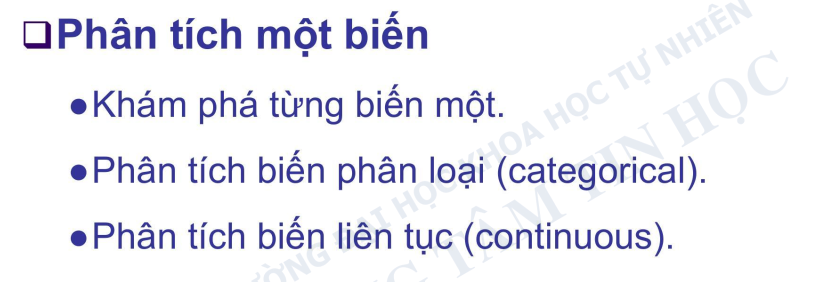 ❑Phân tích một biến
●Khám phá từng biến một.
●Phân tích biến phân loại (categorical).
●Phân tích biến liên tục (continuous).
ƯỜNG ĐẠI HỌC KHOA HỌC TỰ NHIÊN
TÂM TIN HỌC